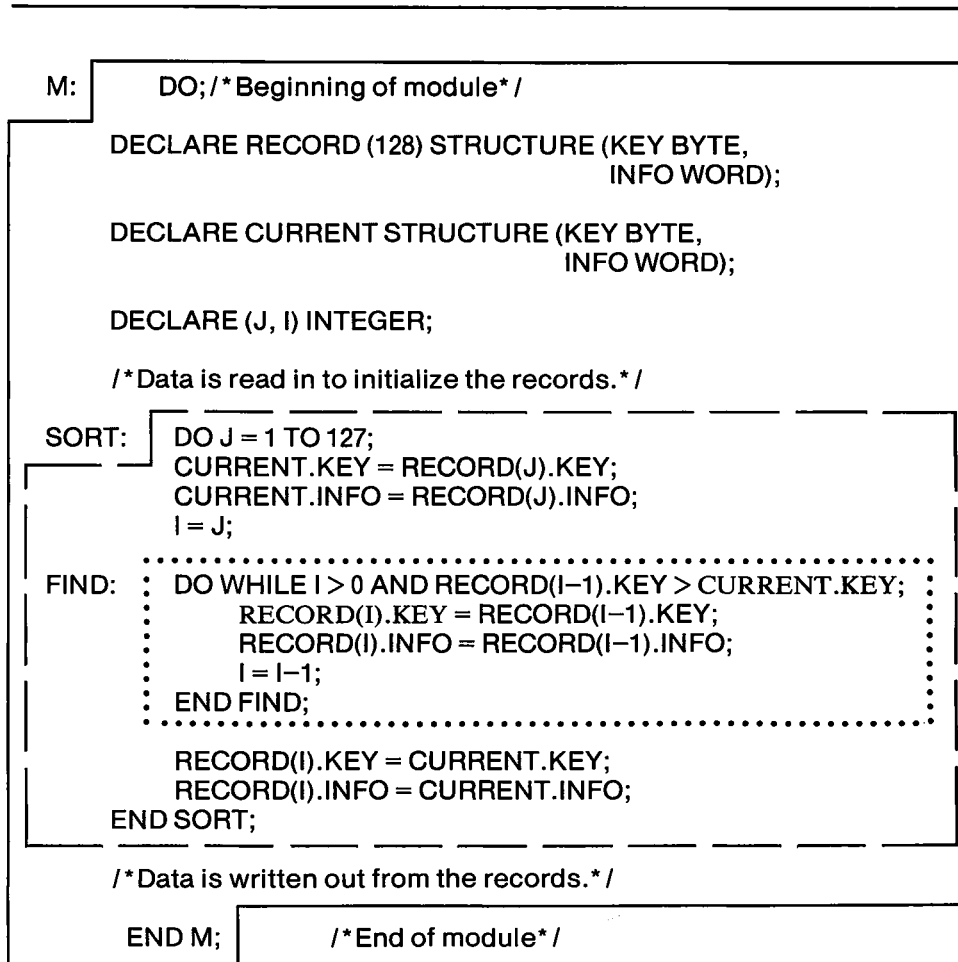 M: DO;/*Beginning of module*/
DECLARE RECORD (128) STRUCTURE (KEY BYTE,
INFO WORD);
DECLARE CURRENT STRUCTURE (KEY BYTE,
INFO WORD);
DECLARE (J, I) INTEGER;
/*Data is read in to initialize the records.*/
SORT: DO J = 1 TO 127;
CURRENT.KEY = RECORD(J).KEY;
CURRENT.INFO = RECORD(J).INFO;
I = J;
FIND: DO WHILE I > 0 AND RECORD(I–1).KEY > CURRENT.KEY;
RECORD(I).KEY = RECORD(I–1).KEY;
RECORD(I).INFO = RECORD(I–1).INFO;
I = I–1;
END FIND;
RECORD(I).KEY = CURRENT.KEY;
RECORD(I).INFO = CURRENT.INFO;
END SORT;
/*Data is written out from the records.*/
END M; /*End of module*/